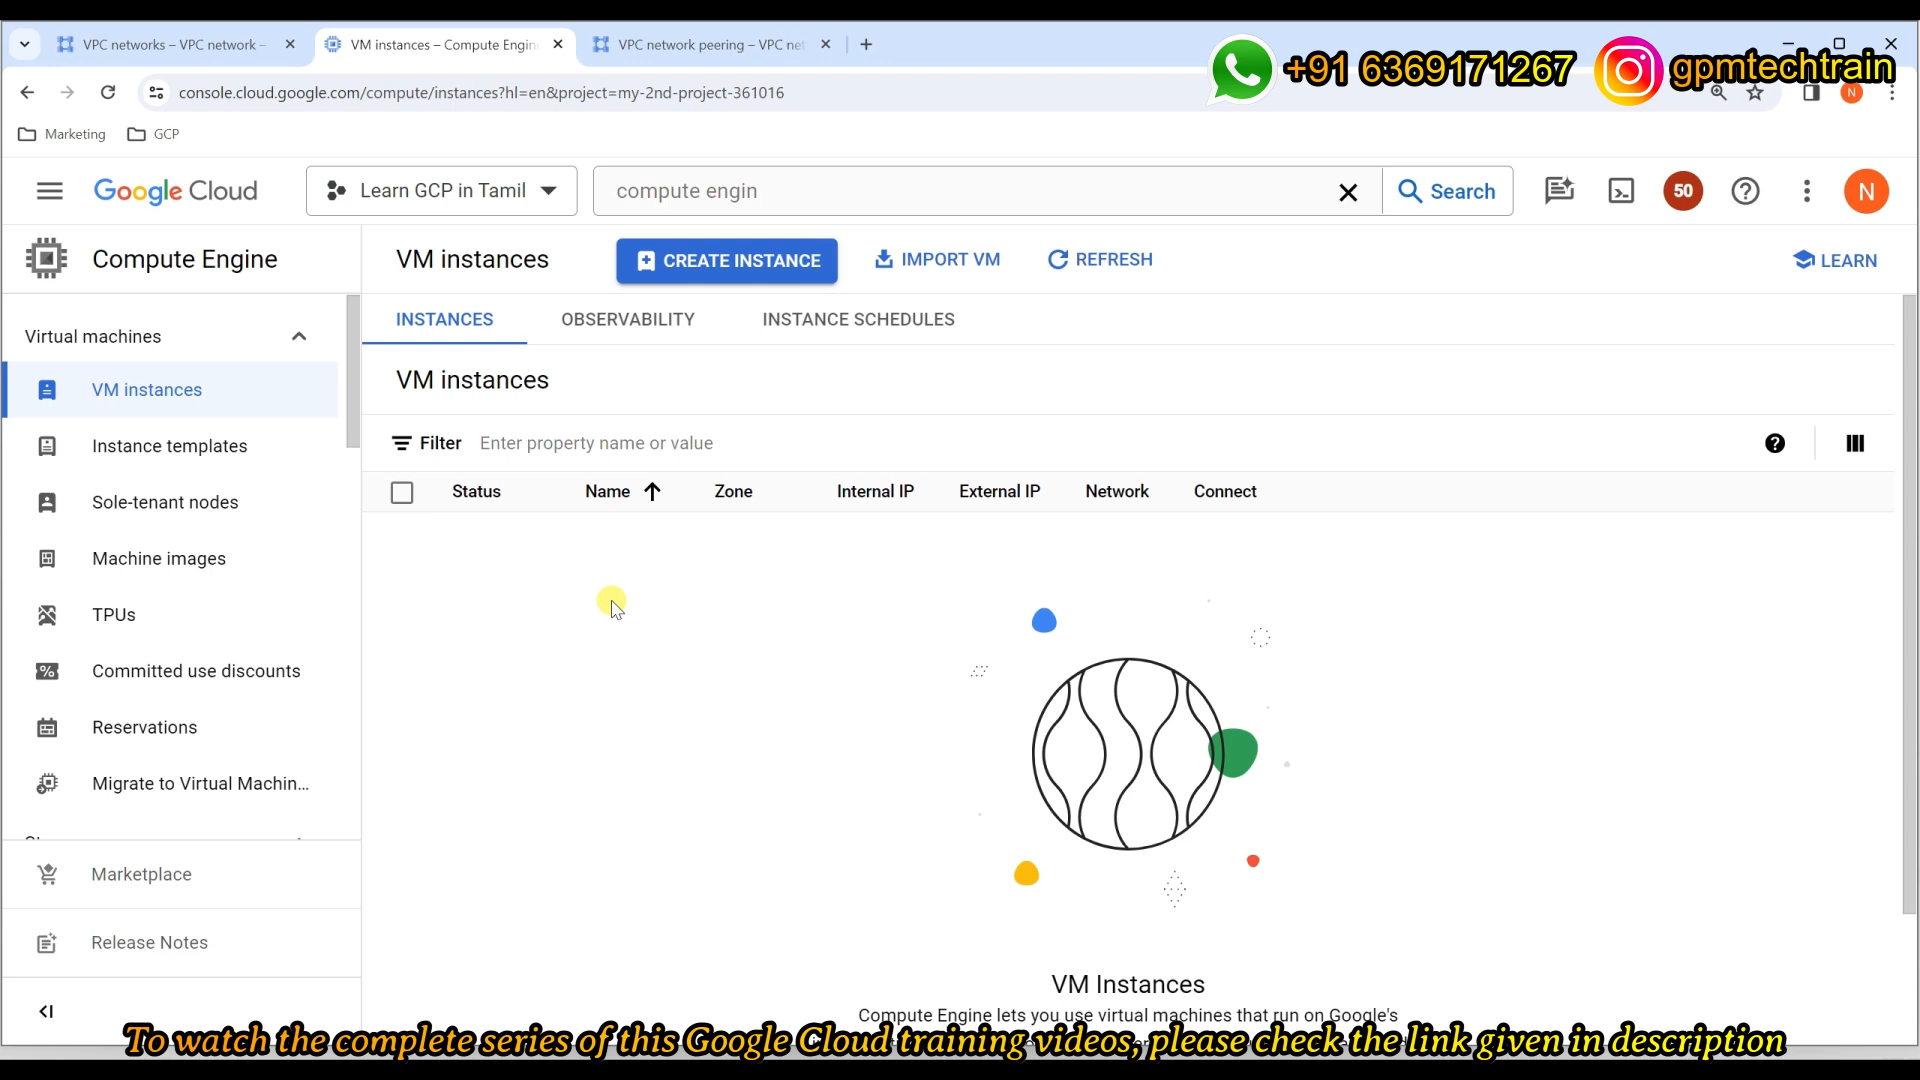 VPC networks – VPC network –
VM instances – Compute Engin
VPC network peering – VPC net
+91 6369171267
gpmtechtrain
console.cloud.google.com/compute/instances?hl=en&project=my-2nd-project-361016
N
Marketing
GCP
Google Cloud
Learn GCP in Tamil
compute engin
Search
50
N
Compute Engine
VM instances
CREATE INSTANCE
IMPORT VM
REFRESH
LEARN
Virtual machines
INSTANCES
OBSERVABILITY
INSTANCE SCHEDULES
VM instances
VM instances
Instance templates
Sole-tenant nodes
Machine images
TPUs
Committed use discounts
Reservations
Migrate to Virtual Machin...
Marketplace
Release Notes
Filter Enter property name or value
Status
Name
Zone
Internal IP
External IP
Network
Connect
VM Instances
Compute Engine lets you use virtual machines that run on Google's
To watch the complete series of this Google Cloud training videos, please check the link given in description